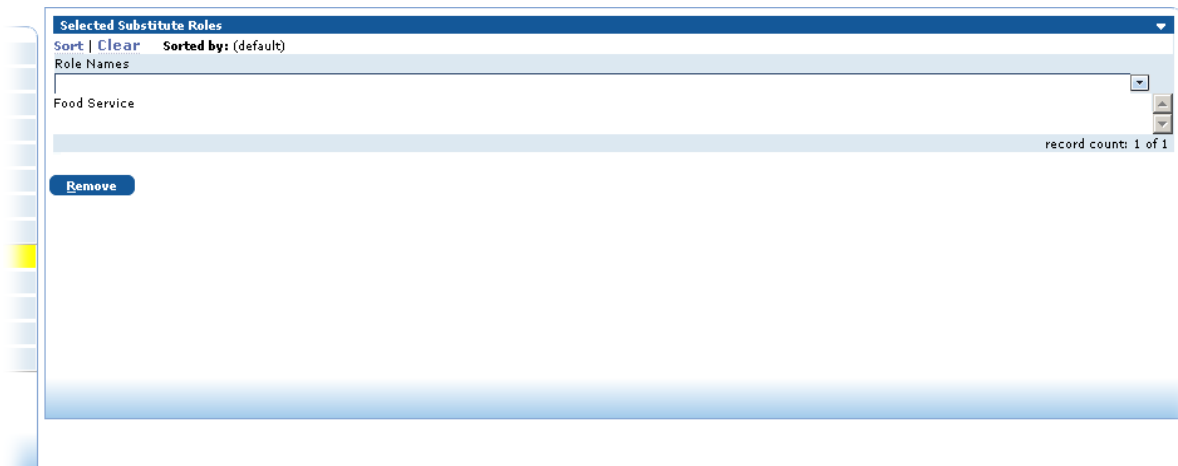 Selected Substitute Roles
Sort | Clear Sorted by: (default)
Role Names
Food Service
record count: 1 of 1
Remove